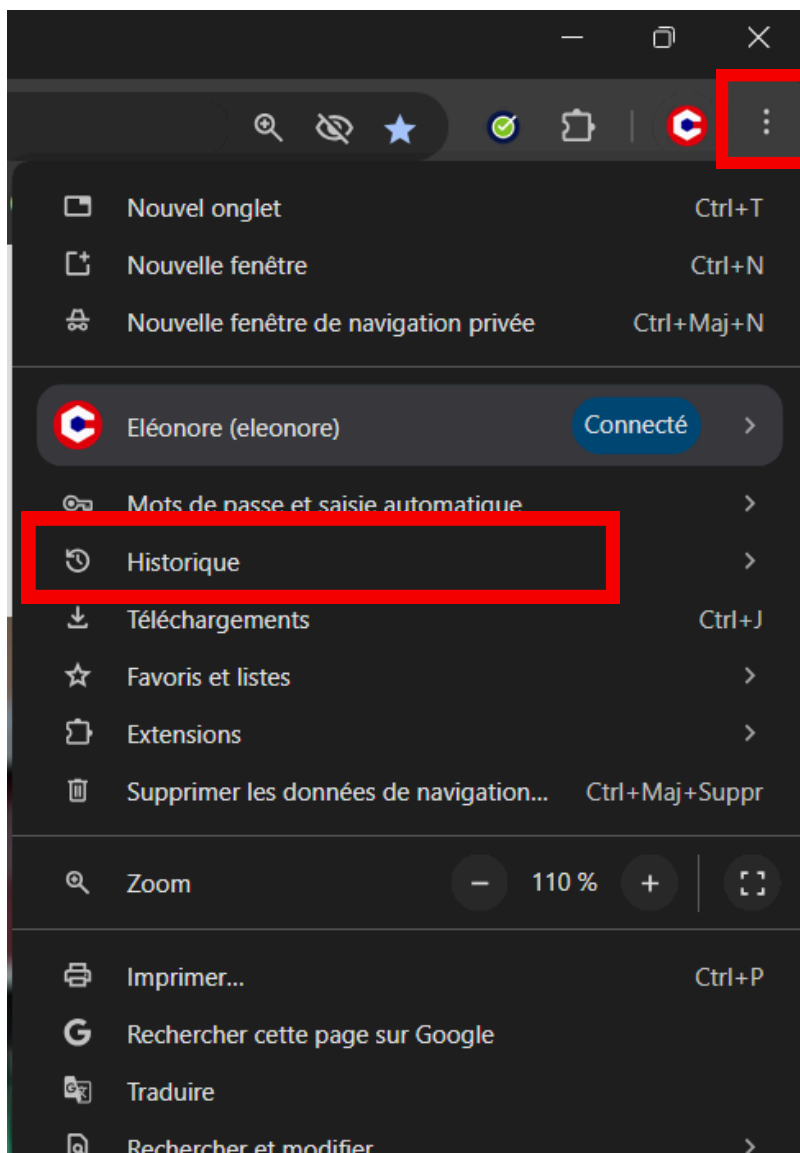 Nouvel onglet Ctrl+T
Nouvelle fenêtre Ctrl+N
Nouvelle fenêtre de navigation privée Ctrl+Maj+N
Eléonore (eleonore) Connecté
Mots de passe et saisie automatique
Historique
Téléchargements Ctrl+J
Favoris et listes
Extensions
Supprimer les données de navigation... Ctrl+Maj+Suppr
Zoom − 110 % +
Imprimer... Ctrl+P
Rechercher cette page sur Google
Traduire
Rechercher et modifier